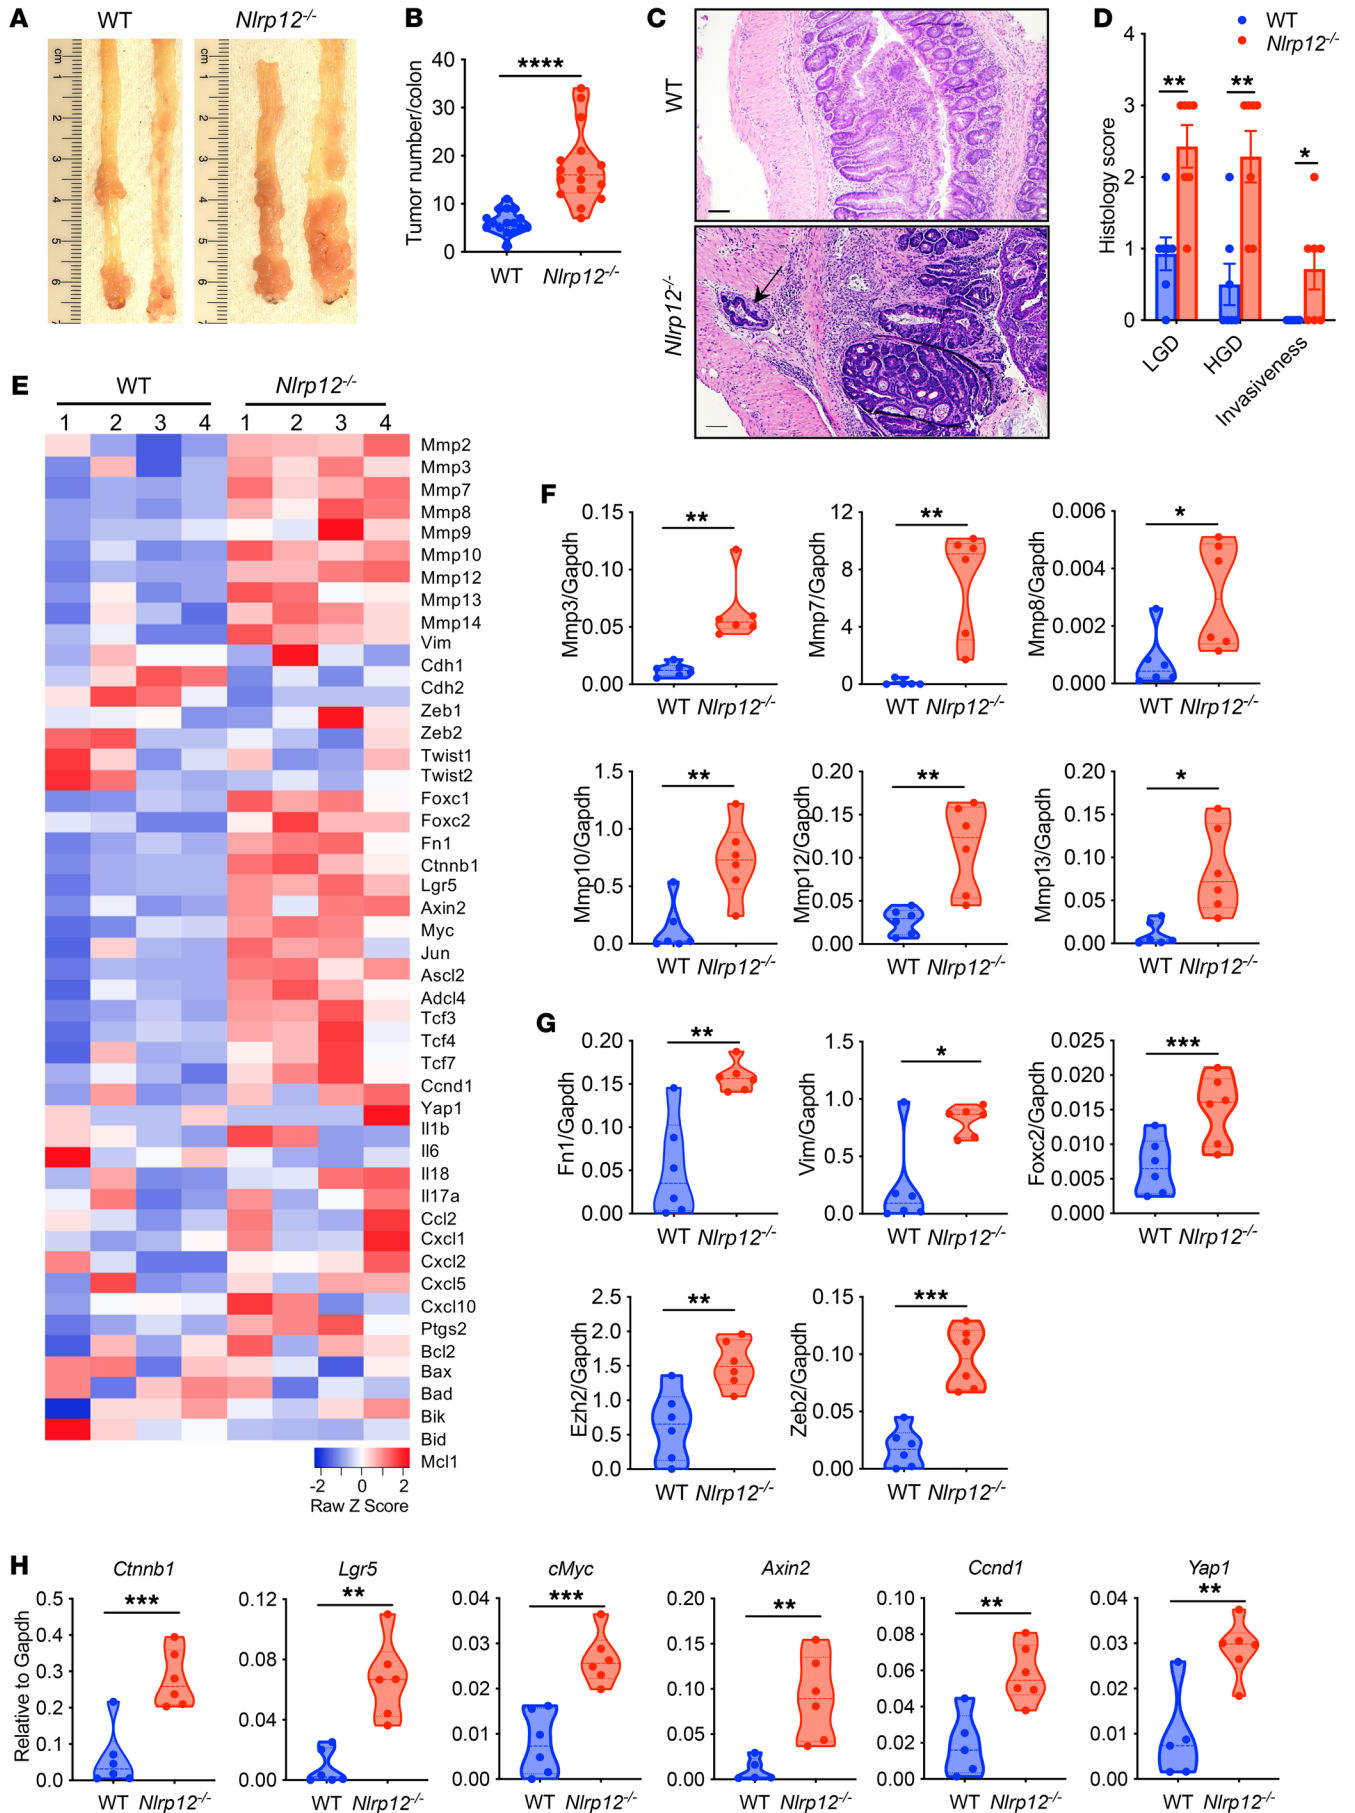 A
WT
Nlrp12-/-
cm 1 2 3 4 5 6 7
cm 1 2 3 4 5 6
B
****
Tumor number/colon
40
30
20
10
0
WT Nlrp12-/-
C
WT
Nlrp12-/-
D
WT
Nlrp12-/-
Histology score
4
3
2
1
0
** ** *
LGD HGD Invasiveness
E
WT Nlrp12-/-
1 2 3 4 1 2 3 4
Mmp2
Mmp3
Mmp7
Mmp8
Mmp9
Mmp10
Mmp12
Mmp13
Mmp14
Vim
Cdh1
Cdh2
Zeb1
Zeb2
Twist1
Twist2
Foxc1
Foxc2
Fn1
Ctnnb1
Lgr5
Axin2
Myc
Jun
Ascl2
Adcl4
Tcf3
Tcf4
Tcf7
Ccnd1
Yap1
Il1b
Il6
Il18
Il17a
Ccl2
Cxcl1
Cxcl2
Cxcl5
Cxcl10
Ptgs2
Bcl2
Bax
Bad
Bik
Bid
Mcl1
-2 0 2
Raw Z Score
F
Mmp3/Gapdh
0.15
0.10
0.05
0.00
**
WT Nlrp12-/-
Mmp7/Gapdh
12
8
4
0
**
WT Nlrp12-/-
Mmp8/Gapdh
0.006
0.004
0.002
0.000
*
WT Nlrp12-/-
Mmp10/Gapdh
1.5
1.0
0.5
0.0
**
WT Nlrp12-/-
Mmp12/Gapdh
0.20
0.15
0.10
0.05
0.00
**
WT Nlrp12-/-
Mmp13/Gapdh
0.20
0.15
0.10
0.05
0.00
*
WT Nlrp12-/-
G
Fn1/Gapdh
0.20
0.15
0.10
0.05
0.00
**
WT Nlrp12-/-
Vim/Gapdh
1.5
1.0
0.5
0.0
*
WT Nlrp12-/-
Foxc2/Gapdh
0.025
0.020
0.015
0.010
0.005
0.000
***
WT Nlrp12-/-
Ezh2/Gapdh
2.5
2.0
1.5
1.0
0.5
0.0
**
WT Nlrp12-/-
Zeb2/Gapdh
0.15
0.10
0.05
0.00
***
WT Nlrp12-/-
H
Relative to Gapdh
Ctnnb1
0.5
0.4
0.3
0.2
0.1
0.0
***
WT Nlrp12-/-
Lgr5
0.12
0.08
0.04
0.00
**
WT Nlrp12-/-
cMyc
0.04
0.03
0.02
0.01
0.00
***
WT Nlrp12-/-
Axin2
0.20
0.15
0.10
0.05
0.00
**
WT Nlrp12-/-
Ccnd1
0.10
0.08
0.06
0.04
0.02
0.00
**
WT Nlrp12-/-
Yap1
0.04
0.03
0.02
0.01
0.00
**
WT Nlrp12-/-